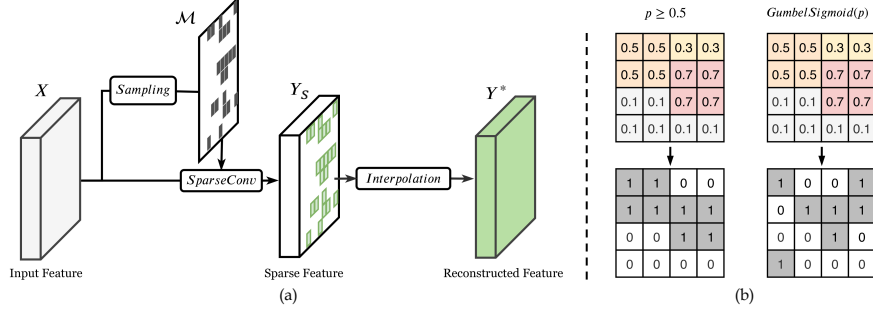 M
X
Sampling
Y_S
Y*
SparseConv
Interpolation
Input Feature
Sparse Feature
Reconstructed Feature
(a)
p ≥ 0.5
GumbelSigmoid(p)
0.5 0.5 0.3 0.3
0.5 0.5 0.7 0.7
0.1 0.1 0.7 0.7
0.1 0.1 0.1 0.1
0.5 0.5 0.3 0.3
0.5 0.5 0.7 0.7
0.1 0.1 0.7 0.7
0.1 0.1 0.1 0.1
1 1 0 0
1 1 1 1
0 0 1 1
0 0 0 0
1 0 0 1
0 1 1 1
0 0 1 0
1 0 0 0
(b)